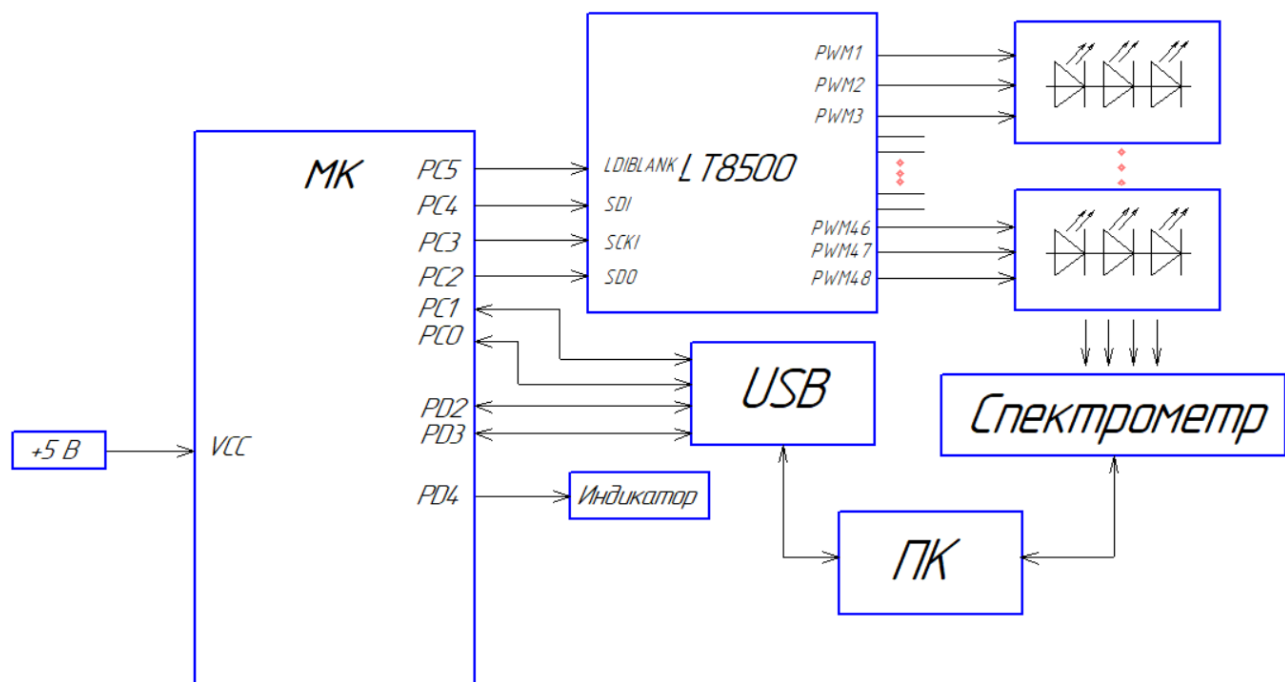 МК
PC5
PC4
PC3
PC2
PC1
PC0
PD2
PD3
PD4
VCC
+5 В
LT8500
LDIBLANK
SDI
SCKI
SDO
PWM1
PWM2
PWM3
PWM46
PWM47
PWM48
USB
Индикатор
Спектрометр
ПК